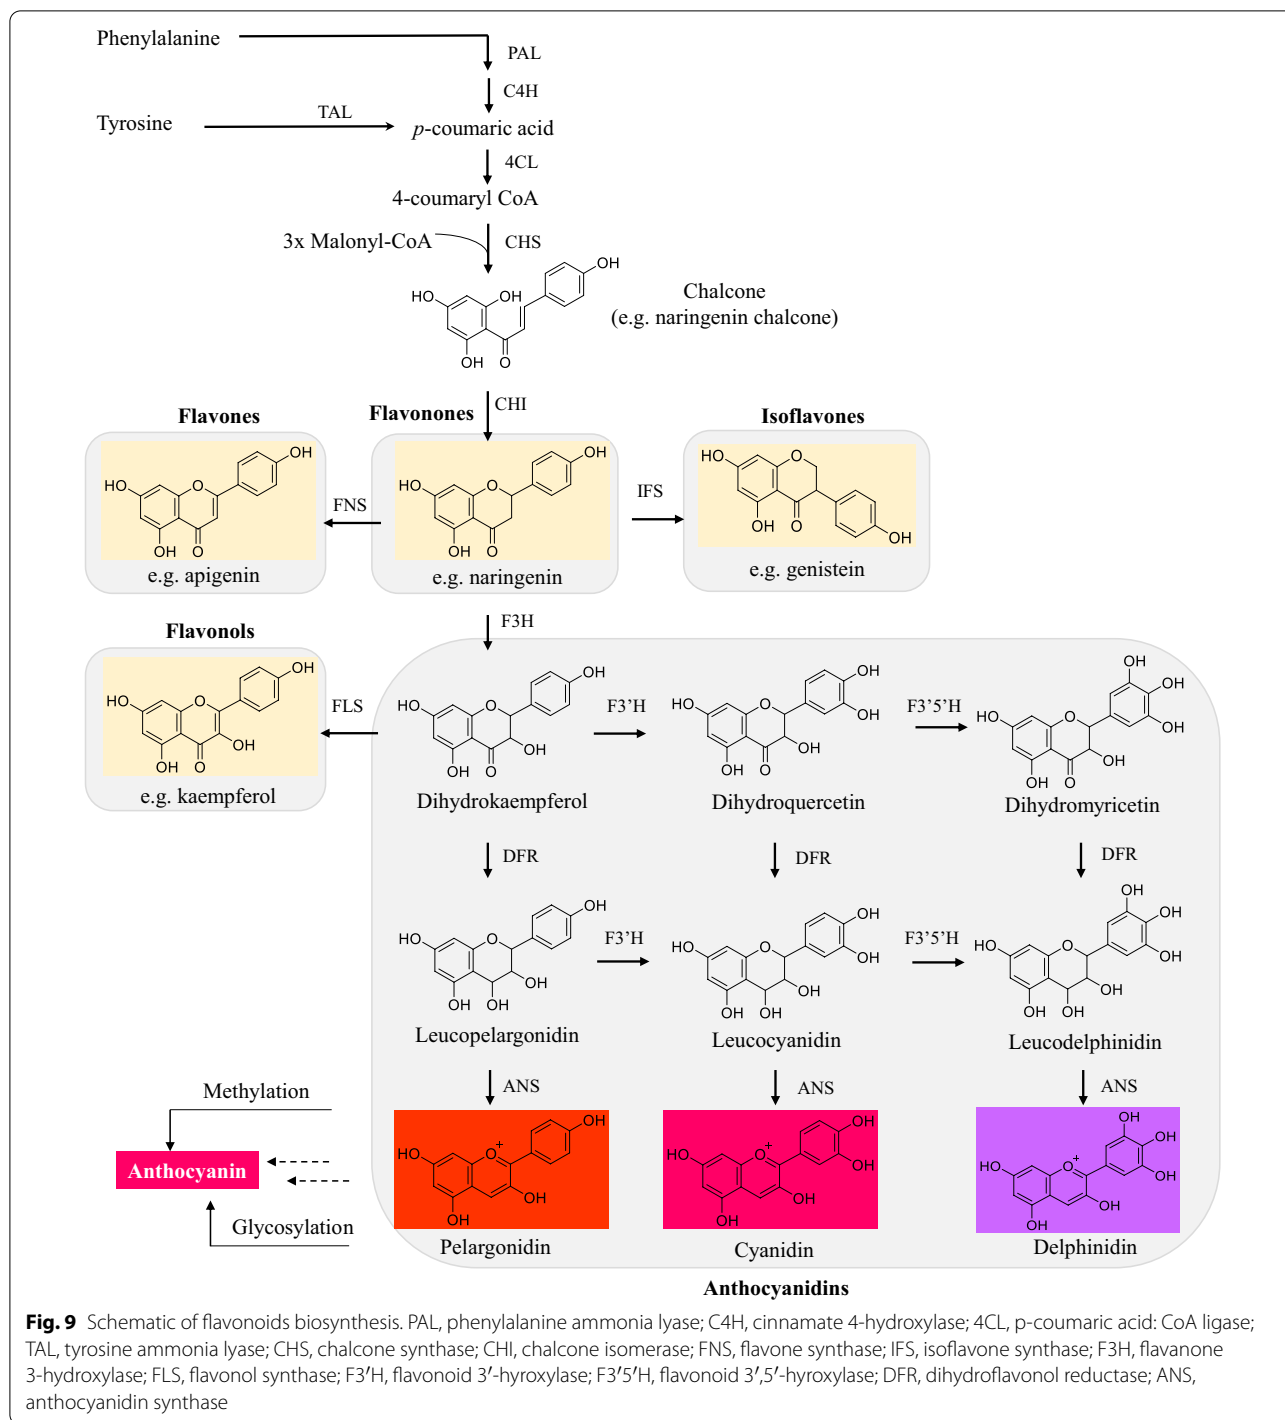 Phenylalanine
PAL
C4H
Tyrosine
TAL
p-coumaric acid
4CL
4-coumaryl CoA
3x Malonyl-CoA
CHS
OH
HO
OH
OH
O
Chalcone
(e.g. naringenin chalcone)
CHI
Flavones
Flavonones
Isoflavones
OH
HO
O
OH
O
e.g. apigenin
FNS
OH
HO
O
OH
O
e.g. naringenin
IFS
HO
O
OH
O
OH
e.g. genistein
F3H
Flavonols
OH
HO
O
OH
OH
O
e.g. kaempferol
FLS
OH
HO
O
OH
OH
O
Dihydrokaempferol
F3’H
OH
OH
HO
O
OH
OH
O
Dihydroquercetin
F3’5’H
OH
OH
OH
HO
O
OH
OH
O
Dihydromyricetin
DFR
DFR
DFR
OH
HO
O
OH
OH
OH
Leucopelargonidin
F3’H
OH
OH
HO
O
OH
OH
OH
Leucocyanidin
F3’5’H
OH
OH
OH
HO
O
OH
OH
OH
Leucodelphinidin
ANS
ANS
ANS
Methylation
Anthocyanin
Glycosylation
OH
HO
O+
OH
OH
Pelargonidin
OH
OH
HO
O+
OH
OH
Cyanidin
OH
OH
OH
HO
O+
OH
OH
Delphinidin
Anthocyanidins
Fig. 9 Schematic of flavonoids biosynthesis. PAL, phenylalanine ammonia lyase; C4H, cinnamate 4-hydroxylase; 4CL, p-coumaric acid: CoA ligase;
TAL, tyrosine ammonia lyase; CHS, chalcone synthase; CHI, chalcone isomerase; FNS, flavone synthase; IFS, isoflavone synthase; F3H, flavanone
3-hydroxylase; FLS, flavonol synthase; F3′H, flavonoid 3′-hyroxylase; F3′5′H, flavonoid 3′,5′-hyroxylase; DFR, dihydroflavonol reductase; ANS,
anthocyanidin synthase